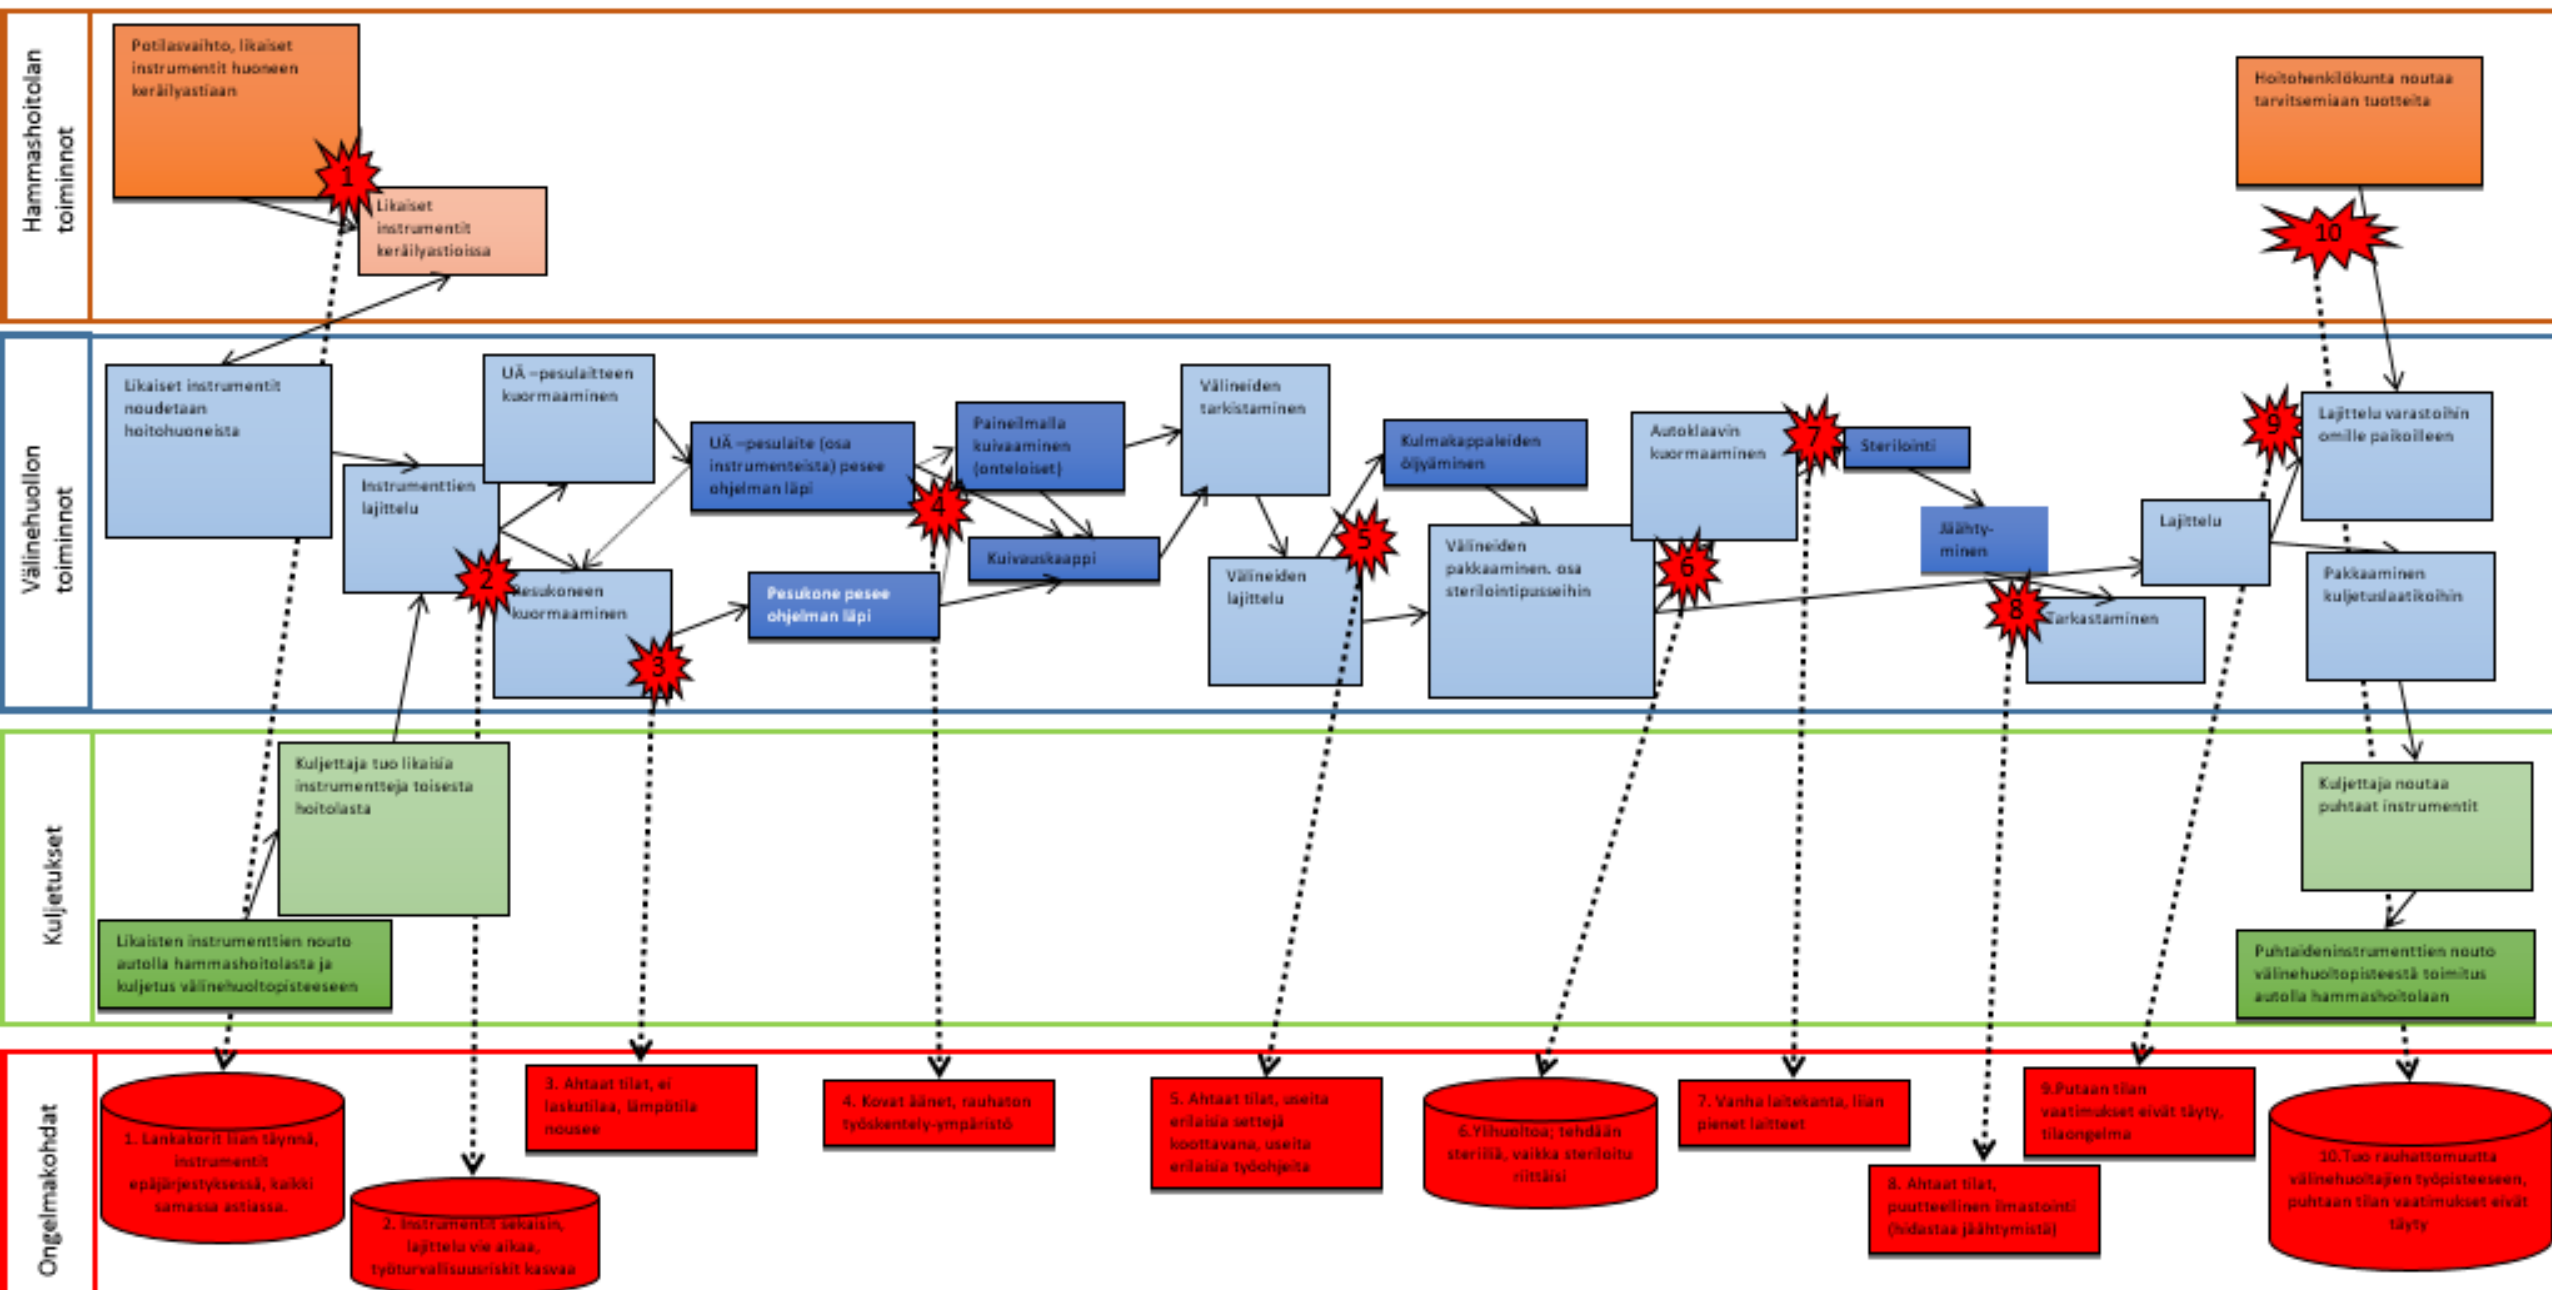 Hammashoitolan
toiminnot
Potilasvaihto, likaiset
instrumentit huoneen
keräilyastiaan
1
Likaiset
instrumentit
keräilyastioissa
Hoitohenkilökunta noutaa
tarvitsemiaan tuotteita
10
Välinehuollon
toiminnot
Likaiset instrumentit
noudetaan
hoitohuoneista
Instrumenttien
lajittelu
2
UÄ –pesulaitteen
kuormaaminen
Pesukoneen
kuormaaminen
3
UÄ –pesulaite (osa
instrumenteista) pesee
ohjelman läpi
Pesukone pesee
ohjelman läpi
4
Paineilmalla
kuivaaminen
(onteloiset)
Kuivauskaappi
Välineiden
tarkistaminen
Välineiden
lajittelu
5
Kulmakappaleiden
öljyäminen
Välineiden
pakkaaminen. osa
sterilointipusseihin
6
Autoklaavin
kuormaaminen
7
Sterilointi
Jäähty-
minen
8
Tarkastaminen
Lajittelu
9
Lajittelu varastoihin
omille paikoilleen
Pakkaaminen
kuljetuslaatikoihin
Kuljetukset
Kuljettaja tuo likaisia
instrumentteja toisesta
hoitolasta
Likaisten instrumenttien nouto
autolla hammashoitolasta ja
kuljetus välinehuoltopisteeseen
Kuljettaja noutaa
puhtaat instrumentit
Puhtaideninstrumenttien nouto
välinehuoltopisteestä toimitus
autolla hammashoitolaan
Ongelmakohdat
1. Lankakorit liian täynnä,
instrumentit
epäjärjestyksessä, kaikki
samassa astiassa.
2. Instrumentit sekaisin,
lajittelu vie aikaa,
työturvallisuusriskit kasvaa
3. Ahtaat tilat, ei
laskutilaa, lämpötila
nousee
4. Kovat äänet, rauhaton
työskentely-ympäristö
5. Ahtaat tilat, useita
erilaisia settejä
koottavana, useita
erilaisia työohjeita
6.Ylihuoltoa; tehdään
steriiliä, vaikka steriloitu
riittäisi
7. Vanha laitekanta, liian
pienet laitteet
8. Ahtaat tilat,
puutteellinen ilmastointi
(hidastaa jäähtymistä)
9.Putaan tilan
vaatimukset eivät täyty,
tilaongelma
10.Tuo rauhattomuutta
välinehuoltajien työpisteeseen,
puhtaan tilan vaatimukset eivät
täyty